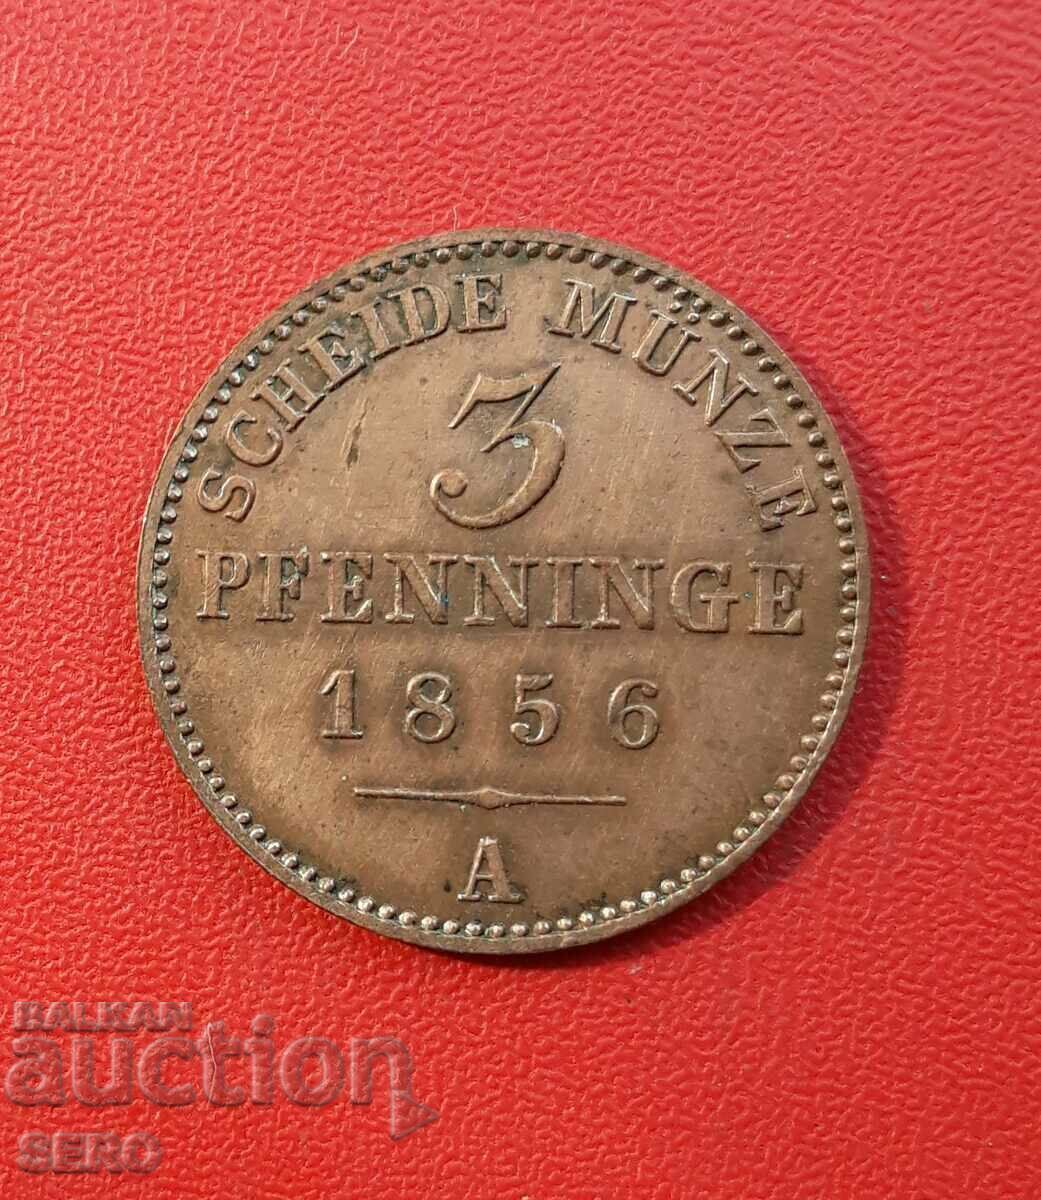 SCHEIDE MÜNZE
3
PFENNINGE
1856
A
BALKAN
auction
SERO